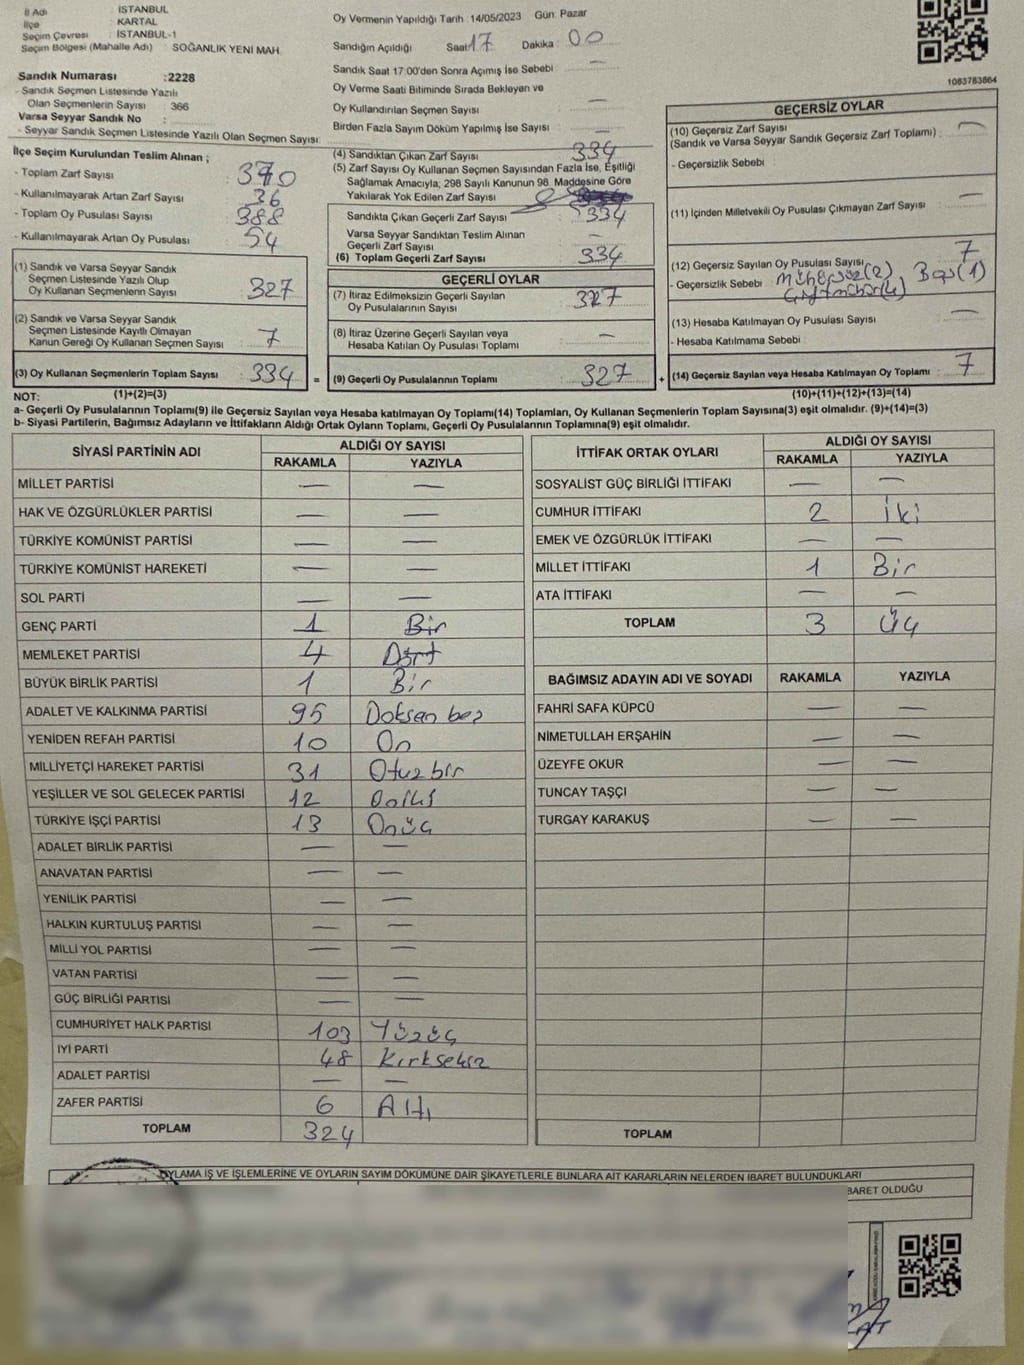 İl Adı : İSTANBUL
İlçe : KARTAL
Seçim Çevresi : İSTANBUL-1
Seçim Bölgesi (Mahalle Adı) : SOĞANLIK YENİ MAH.
Sandık Numarası :2228
- Sandık Seçmen Listesinde Yazılı
Olan Seçmenlerin Sayısı : 366
Varsa Seyyar Sandık No :
- Seyyar Sandık Seçmen Listesinde Yazılı Olan Seçmen Sayısı:
İlçe Seçim Kurulundan Teslim Alınan ;
- Toplam Zarf Sayısı : 370
- Kullanılmayarak Artan Zarf Sayısı : 36
- Toplam Oy Pusulası Sayısı : 388
- Kullanılmayarak Artan Oy Pusulası : 54
(1) Sandık ve Varsa Seyyar Sandık
Seçmen Listesinde Yazılı Olup
Oy Kullanan Seçmenlerin Sayısı : 327
(2) Sandık ve Varsa Seyyar Sandık
Seçmen Listesinde Kayıtlı Olmayan
Kanun Gereği Oy Kullanan Seçmen Sayısı : 7
(3) Oy Kullanan Seçmenlerin Toplam Sayısı : 334
Oy Vermenin Yapıldığı Tarih : 14/05/2023 Gün: Pazar
Sandığın Açıldığı Saat 17 Dakika : 00
Sandık Saat 17:00'den Sonra Açımış İse Sebebi : —
Oy Verme Saati Bitiminde Sırada Bekleyen ve
Oy Kullandırılan Seçmen Sayısı : —
Birden Fazla Sayım Döküm Yapılmış İse Sayısı : —
(4) Sandıktan Çıkan Zarf Sayısı : 334
(5) Zarf Sayısı Oy Kullanan Seçmen Sayısından Fazla İse, Eşitliği
Sağlamak Amacıyla; 298 Sayılı Kanunun 98. Maddesine Göre
Yakılarak Yok Edilen Zarf Sayısı :
Sandıkta Çıkan Geçerli Zarf Sayısı : 334
Varsa Seyyar Sandıktan Teslim Alınan
Geçerli Zarf Sayısı : —
(6) Toplam Geçerli Zarf Sayısı : 334
GEÇERLİ OYLAR
(7) İtiraz Edilmeksizin Geçerli Sayılan
Oy Pusulalarının Sayısı : 327
(8) İtiraz Üzerine Geçerli Sayılan veya
Hesaba Katılan Oy Pusulası Toplamı : —
= (9) Geçerli Oy Pusulalarının Toplamı : 327
1083783864
GEÇERSİZ OYLAR
(10) Geçersiz Zarf Sayısı
(Sandık ve Varsa Seyyar Sandık Geçersiz Zarf Toplamı) : —
- Geçersizlik Sebebi
(11) İçinden Milletvekili Oy Pusulası Çıkmayan Zarf Sayısı : —
(12) Geçersiz Sayılan Oy Pusulası Sayısı : 7
- Geçersizlik Sebebi : Mühürsüz(2) Boş(1)
Çiftmühür(4)
(13) Hesaba Katılmayan Oy Pusulası Sayısı : —
- Hesaba Katılmama Sebebi
+ (14) Geçersiz Sayılan veya Hesaba Katılmayan Oy Toplamı : 7
NOT: (1)+(2)=(3) (10)+(11)+(12)+(13)=(14)
a- Geçerli Oy Pusulalarının Toplamı(9) ile Geçersiz Sayılan veya Hesaba katılmayan Oy Toplamı(14) Toplamları, Oy Kullanan Seçmenlerin Toplam Sayısına(3) eşit olmalıdır. (9)+(14)=(3)
b- Siyasi Partilerin, Bağımsız Adayların ve İttifakların Aldığı Ortak Oyların Toplamı, Geçerli Oy Pusulalarının Toplamına(9) eşit olmalıdır.
SİYASİ PARTİNİN ADI ALDIĞI OY SAYISI
RAKAMLA YAZIYLA
MİLLET PARTİSİ — —
HAK VE ÖZGÜRLÜKLER PARTİSİ — —
TÜRKİYE KOMÜNİST PARTİSİ — —
TÜRKİYE KOMÜNİST HAREKETİ — —
SOL PARTİ — —
GENÇ PARTİ 1 Bir
MEMLEKET PARTİSİ 4 Dört
BÜYÜK BİRLİK PARTİSİ 1 Bir
ADALET VE KALKINMA PARTİSİ 95 Doksan beş
YENİDEN REFAH PARTİSİ 10 On
MİLLİYETÇİ HAREKET PARTİSİ 31 Otuzbir
YEŞİLLER VE SOL GELECEK PARTİSİ 12 Oniki
TÜRKİYE İŞÇİ PARTİSİ 13 Onüç
ADALET BİRLİK PARTİSİ — —
ANAVATAN PARTİSİ — —
YENİLİK PARTİSİ — —
HALKIN KURTULUŞ PARTİSİ — —
MİLLİ YOL PARTİSİ — —
VATAN PARTİSİ — —
GÜÇ BİRLİĞİ PARTİSİ — —
CUMHURİYET HALK PARTİSİ 103 Yüzüç
İYİ PARTİ 48 Kırksekiz
ADALET PARTİSİ — —
ZAFER PARTİSİ 6 Altı
TOPLAM 324
İTTİFAK ORTAK OYLARI ALDIĞI OY SAYISI
RAKAMLA YAZIYLA
SOSYALİST GÜÇ BİRLİĞİ İTTİFAKI — —
CUMHUR İTTİFAKI 2 İki
EMEK VE ÖZGÜRLÜK İTTİFAKI — —
MİLLET İTTİFAKI 1 Bir
ATA İTTİFAKI — —
TOPLAM 3 Üç
BAĞIMSIZ ADAYIN ADI VE SOYADI RAKAMLA YAZIYLA
FAHRİ SAFA KÜPCÜ — —
NİMETULLAH ERŞAHİN — —
ÜZEYFE OKUR — —
TUNCAY TAŞÇI — —
TURGAY KARAKUŞ — —
TOPLAM
OYLAMA İŞ VE İŞLEMLERİNE VE OYLARIN SAYIM DÖKÜMÜNE DAİR ŞİKAYETLERLE BUNLARA AİT KARARLARIN NELERDEN İBARET BULUNDUKLARI
BARET OLDUĞU